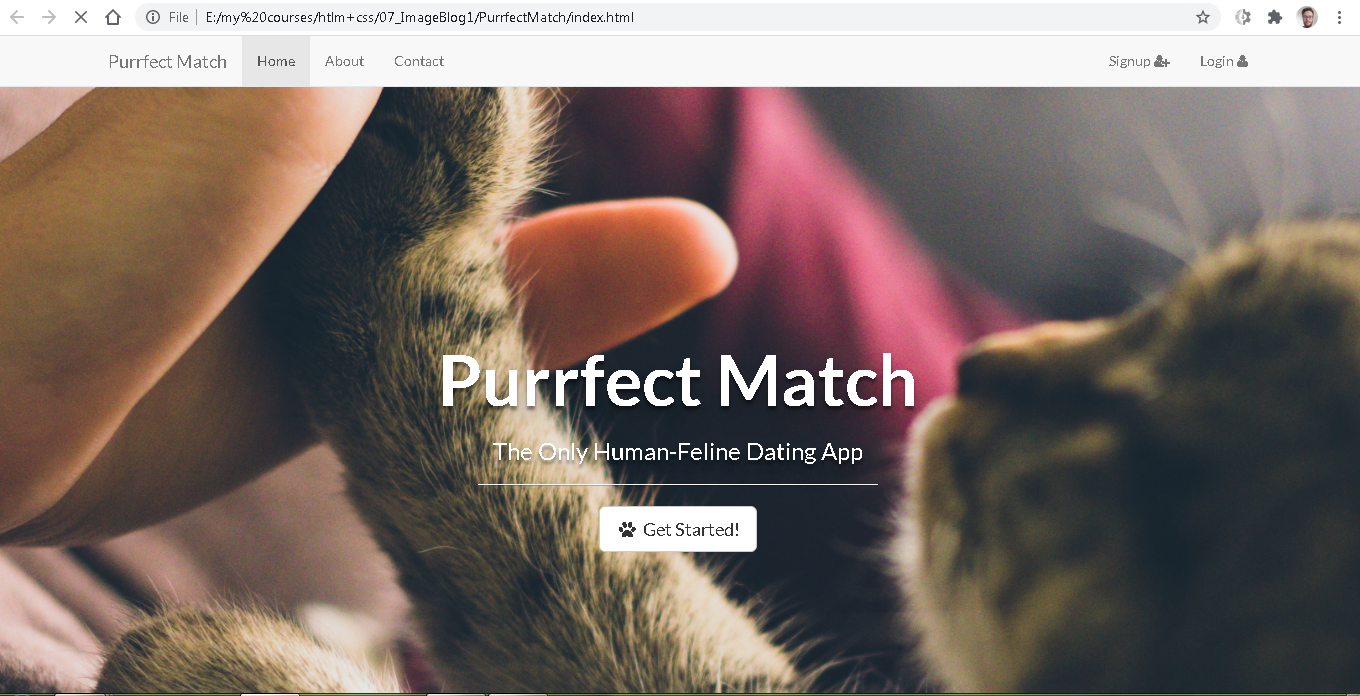 File E:/my%20courses/htlm+css/07_ImageBlog1/PurrfectMatch/index.html
Purrfect Match Home About Contact Signup Login
Purrfect Match
The Only Human-Feline Dating App
Get Started!